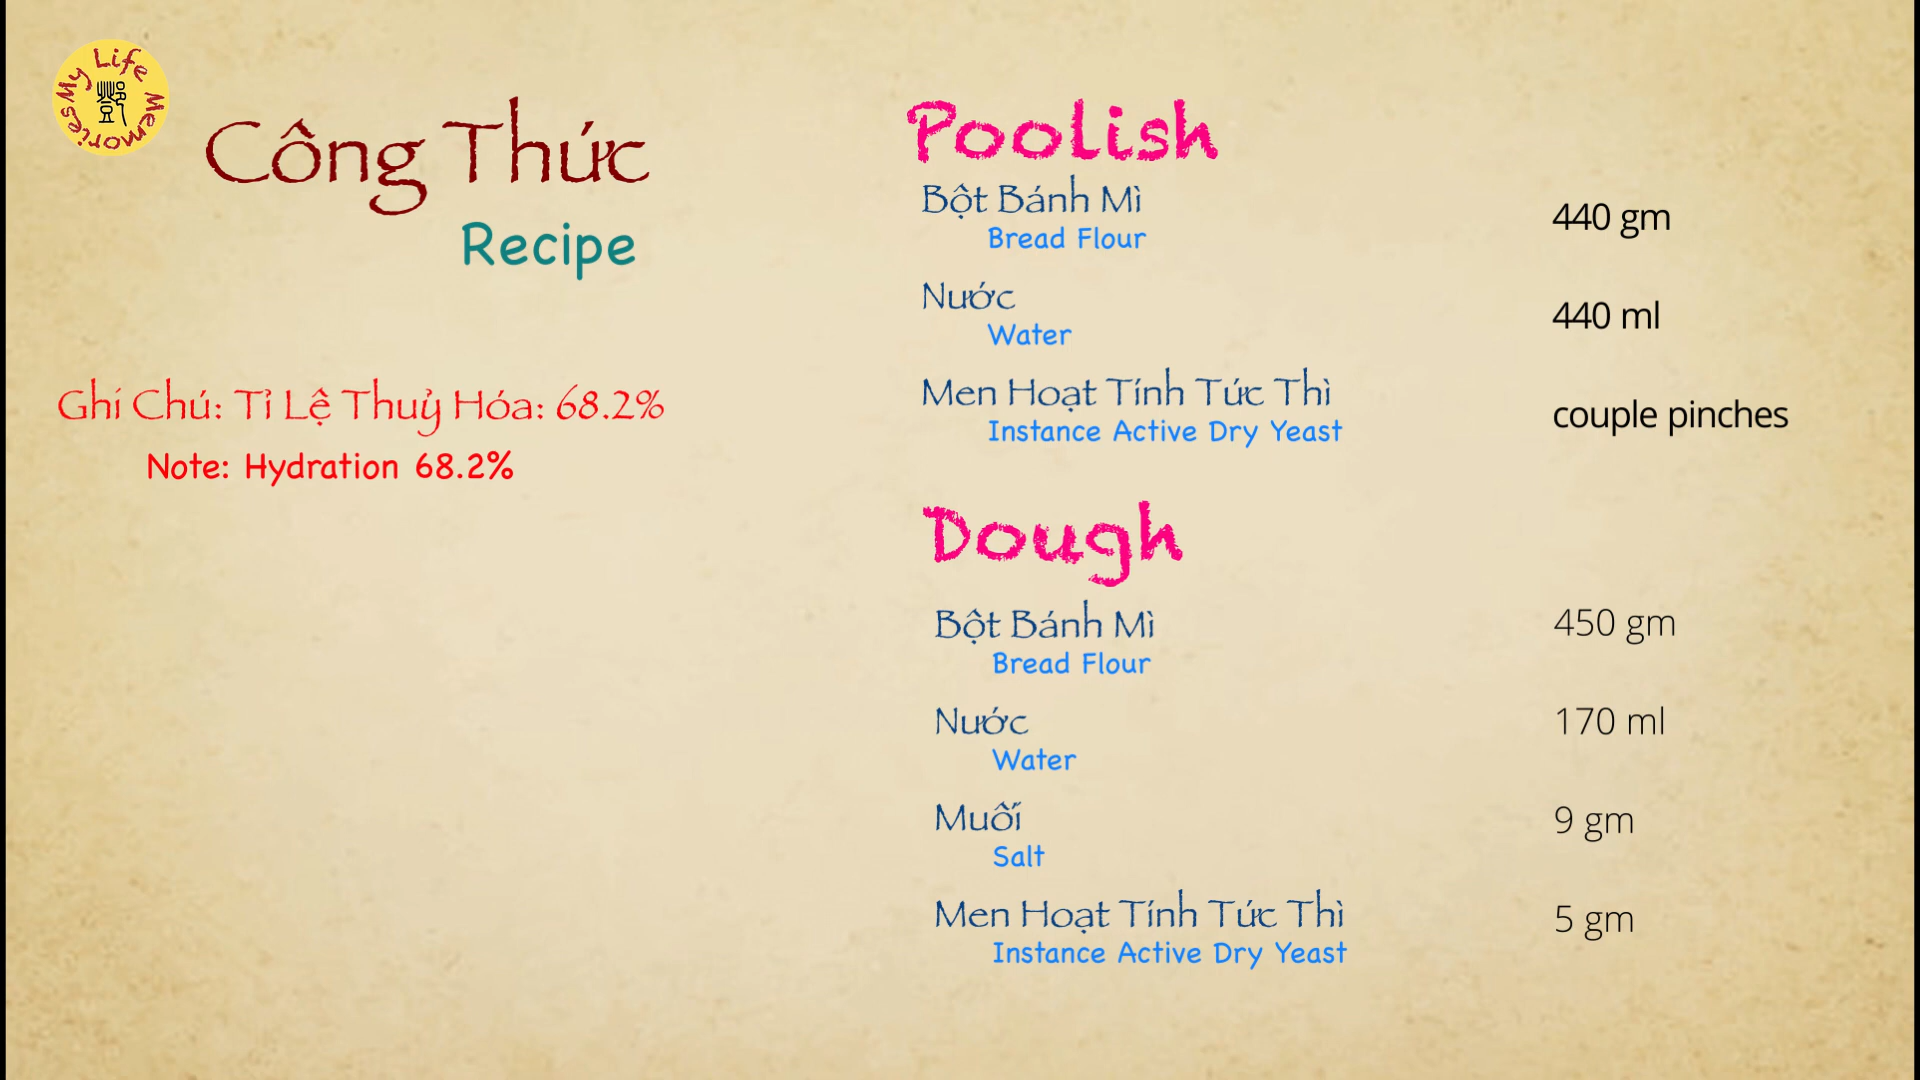 My Life Memories
Công Thức
Recipe
Ghi Chú: Tỉ Lệ Thuỷ Hóa: 68.2%
Note: Hydration 68.2%
Poolish
Bột Bánh Mì
Bread Flour
440 gm
Nước
Water
440 ml
Men Hoạt Tính Tức Thì
Instance Active Dry Yeast
couple pinches
Dough
Bột Bánh Mì
Bread Flour
450 gm
Nước
Water
170 ml
Muối
Salt
9 gm
Men Hoạt Tính Tức Thì
Instance Active Dry Yeast
5 gm